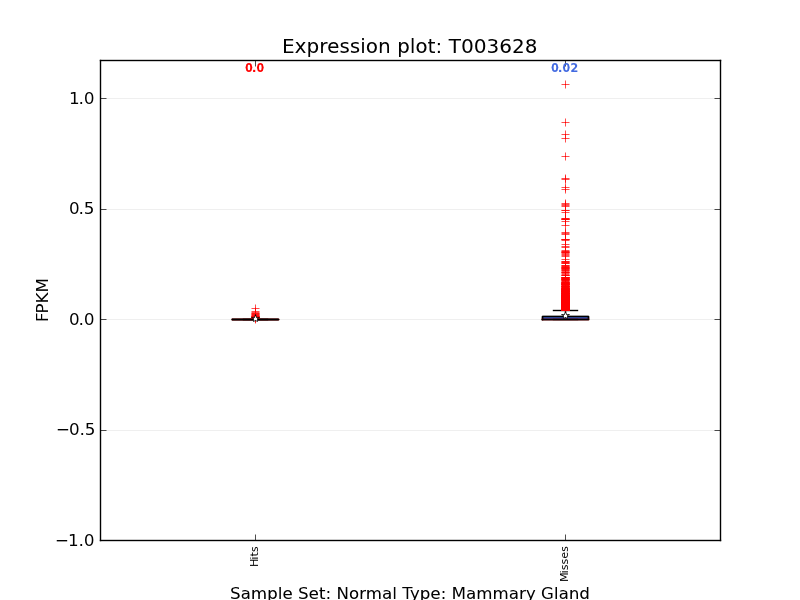 Expression plot: T003628
0.0 0.02
1.0
0.5
0.0
−0.5
−1.0
FPKM
Hits Misses
Sample Set: Normal Type: Mammary Gland